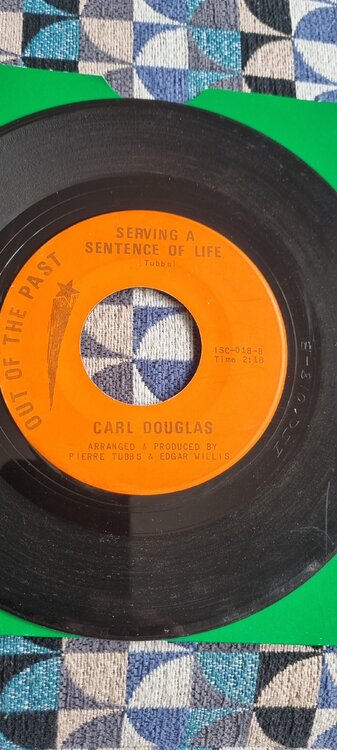 OUT OF THE PAST
SERVING A
SENTENCE OF LIFE
(Tubbs)
ISC-018-B
Time 2:18
CARL DOUGLAS
ARRANGED & PRODUCED BY
PIERRE TUBBS & EDGAR WILLIS